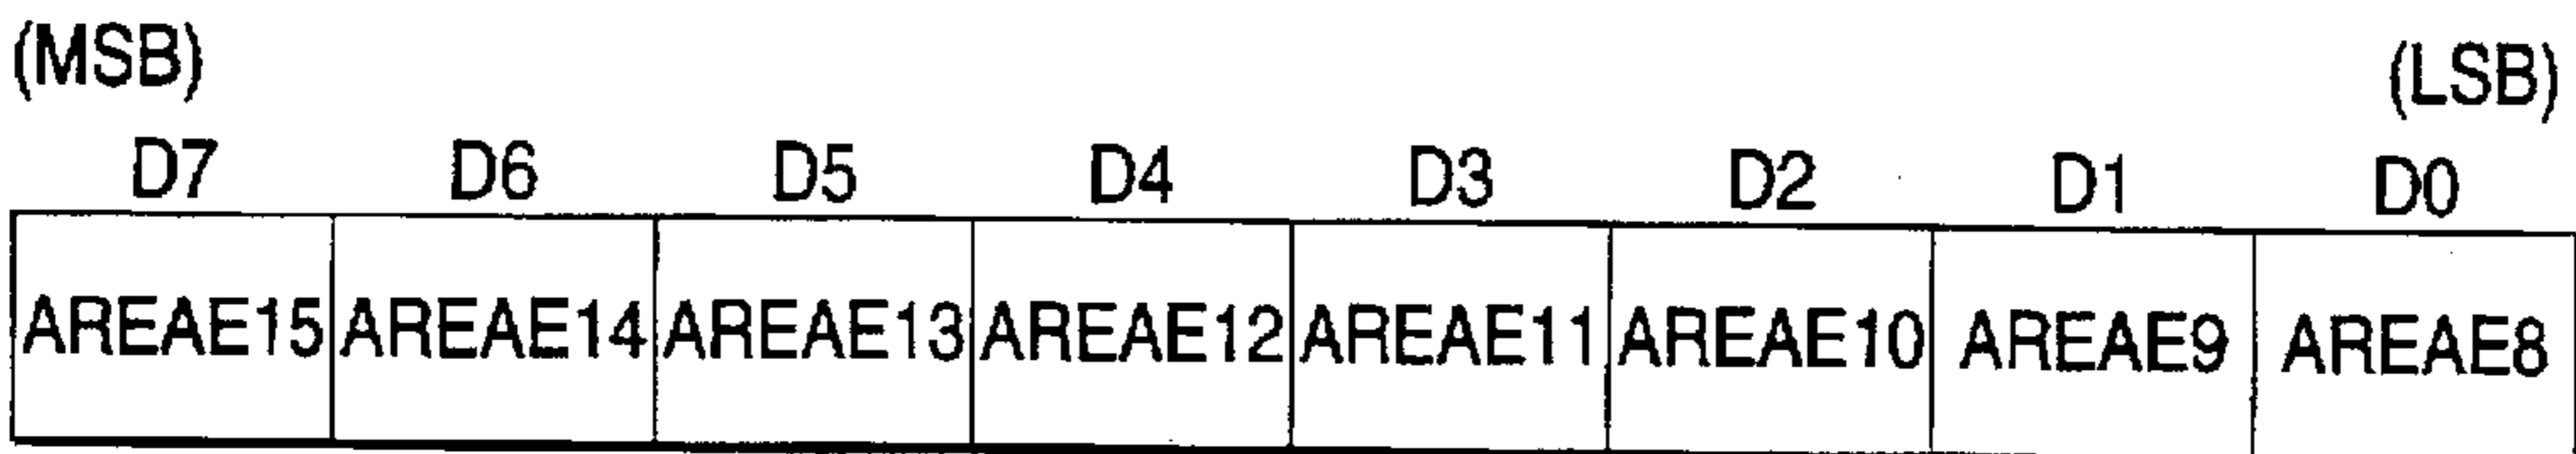 (MSB) (LSB)
D7 D6 D5 D4 D3 D2 D1 D0
AREAE15 AREAE14 AREAE13 AREAE12 AREAE11 AREAE10 AREAE9 AREAE8